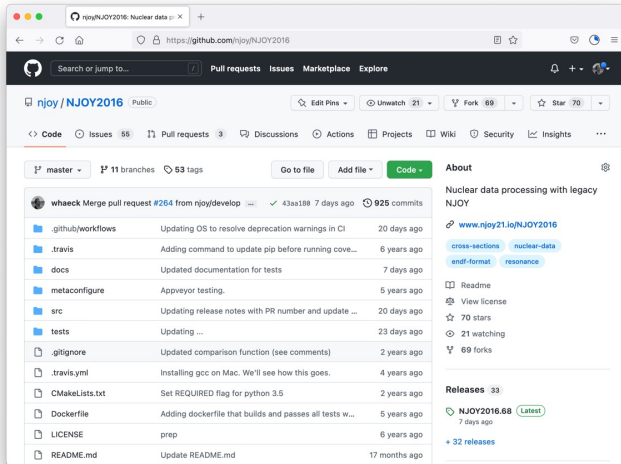 njoy/NJOY2016: Nuclear data p
https://github.com/njoy/NJOY2016
Search or jump to... / Pull requests Issues Marketplace Explore
njoy / NJOY2016 Public Edit Pins Unwatch 21 Fork 69 Star 70
Code Issues 55 Pull requests 3 Discussions Actions Projects Wiki Security Insights
master 11 branches 53 tags Go to file Add file Code
whaeck Merge pull request #264 from njoy/develop ... 43aa180 7 days ago 925 commits
.github/workflows Updating OS to resolve deprecation warnings in CI 20 days ago
.travis Adding command to update pip before running cove... 6 years ago
docs Updated documentation for tests 7 days ago
metaconfigure Appveyor testing. 5 years ago
src Updating release notes with PR number and update ... 20 days ago
tests Updating ... 23 days ago
.gitignore Updated comparison function (see comments) 2 years ago
.travis.yml Installing gcc on Mac. We'll see how this goes. 4 years ago
CMakeLists.txt Set REQUIRED flag for python 3.5 2 years ago
Dockerfile Adding dockerfile that builds and passes all tests w... 5 years ago
LICENSE prep 6 years ago
README.md Update README.md 17 months ago
About
Nuclear data processing with legacy
NJOY
www.njoy21.io/NJOY2016
cross-sections nuclear-data
endf-format resonance
Readme
View license
70 stars
21 watching
69 forks
Releases 33
NJOY2016.68 Latest
7 days ago
+ 32 releases